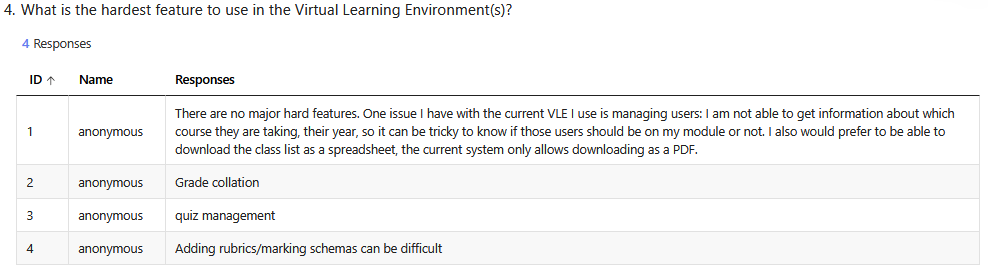 4. What is the hardest feature to use in the Virtual Learning Environment(s)?
4 Responses
ID ↑ Name Responses
1 anonymous There are no major hard features. One issue I have with the current VLE I use is managing users: I am not able to get information about which
course they are taking, their year, so it can be tricky to know if those users should be on my module or not. I also would prefer to be able to
download the class list as a spreadsheet, the current system only allows downloading as a PDF.
2 anonymous Grade collation
3 anonymous quiz management
4 anonymous Adding rubrics/marking schemas can be difficult